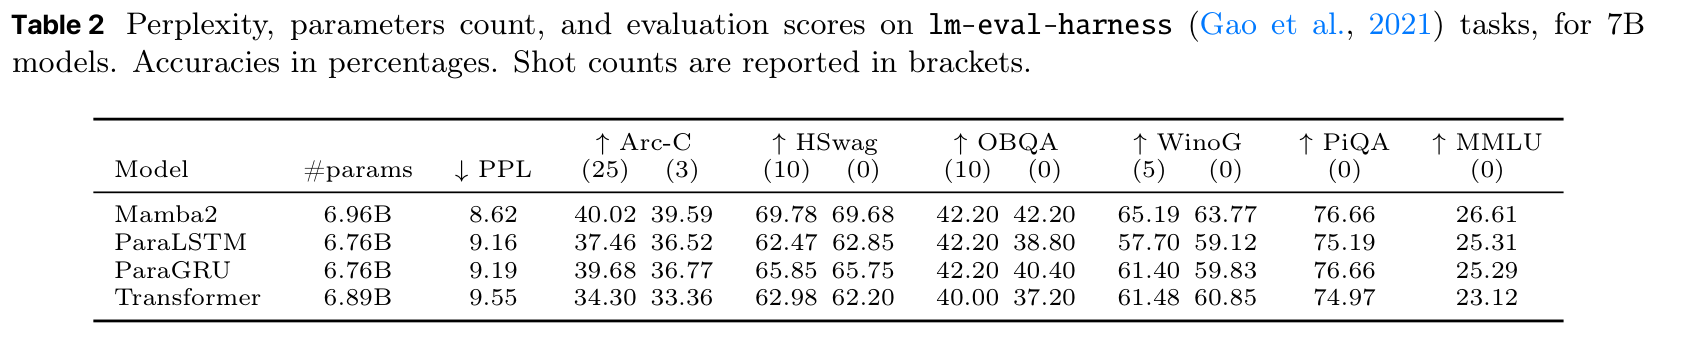 Table 2 Perplexity, parameters count, and evaluation scores on lm-eval-harness (Gao et al., 2021) tasks, for 7B
models. Accuracies in percentages. Shot counts are reported in brackets.
↑ Arc-C ↑ HSwag ↑ OBQA ↑ WinoG ↑ PiQA ↑ MMLU
Model #params ↓ PPL (25) (3) (10) (0) (10) (0) (5) (0) (0) (0)
Mamba2 6.96B 8.62 40.02 39.59 69.78 69.68 42.20 42.20 65.19 63.77 76.66 26.61
ParaLSTM 6.76B 9.16 37.46 36.52 62.47 62.85 42.20 38.80 57.70 59.12 75.19 25.31
ParaGRU 6.76B 9.19 39.68 36.77 65.85 65.75 42.20 40.40 61.40 59.83 76.66 25.29
Transformer 6.89B 9.55 34.30 33.36 62.98 62.20 40.00 37.20 61.48 60.85 74.97 23.12